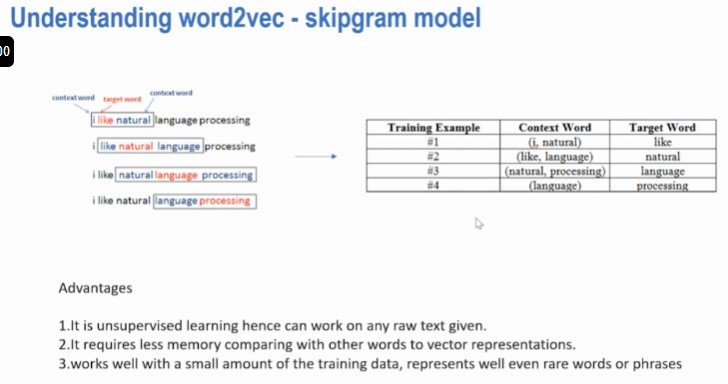 Understanding word2vec - skipgram model
00
context word target word context word
i like natural language processing
i like natural language processing
i like natural language processing
i like natural language processing
Training Example Context Word Target Word
#1 (i, natural) like
#2 (like, language) natural
#3 (natural, processing) language
#4 (language) processing
Advantages
1.It is unsupervised learning hence can work on any raw text given.
2.It requires less memory comparing with other words to vector representations.
3.works well with a small amount of the training data, represents well even rare words or phrases